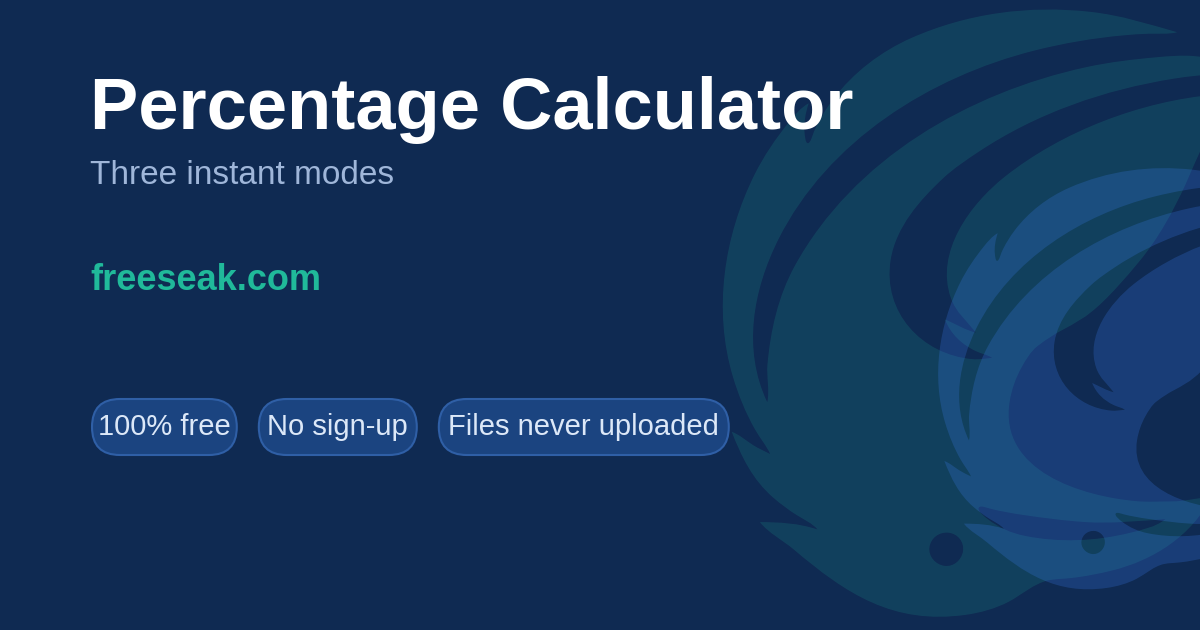 Percentage Calculator
Three instant modes
freeseak.com
100% free
No sign-up
Files never uploaded